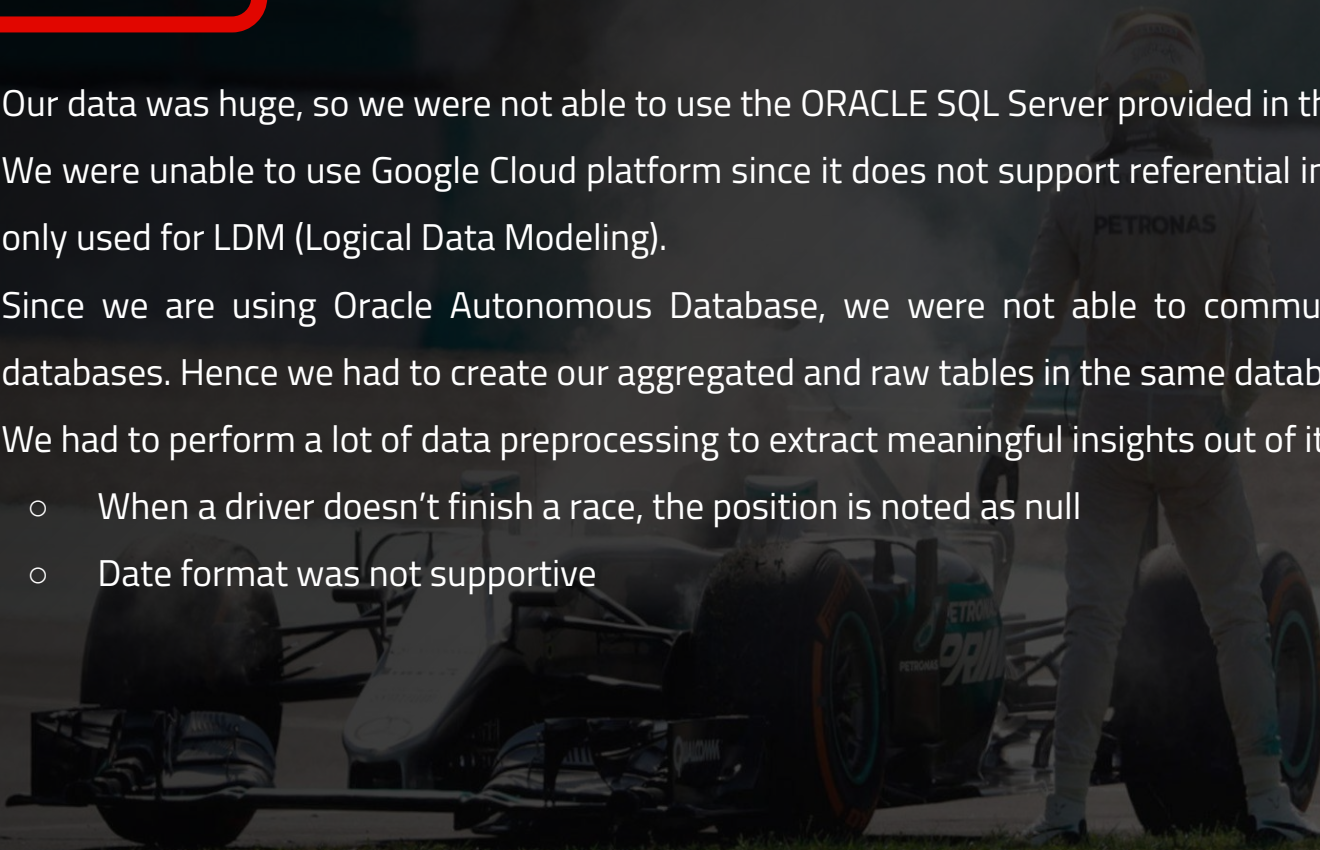 Our data was huge, so we were not able to use the ORACLE SQL Server provided in
We were unable to use Google Cloud platform since it does not support referential
only used for LDM (Logical Data Modeling).
Since we are using Oracle Autonomous Database, we were not able to
databases. Hence we had to create our aggregated and raw tables in the same
We had to perform a lot of data preprocessing to extract meaningful insights out of it
○ When a driver doesn’t finish a race, the position is noted as null
○ Date format was not supportive
PETRONAS
PETRONAS
QUALCOMM